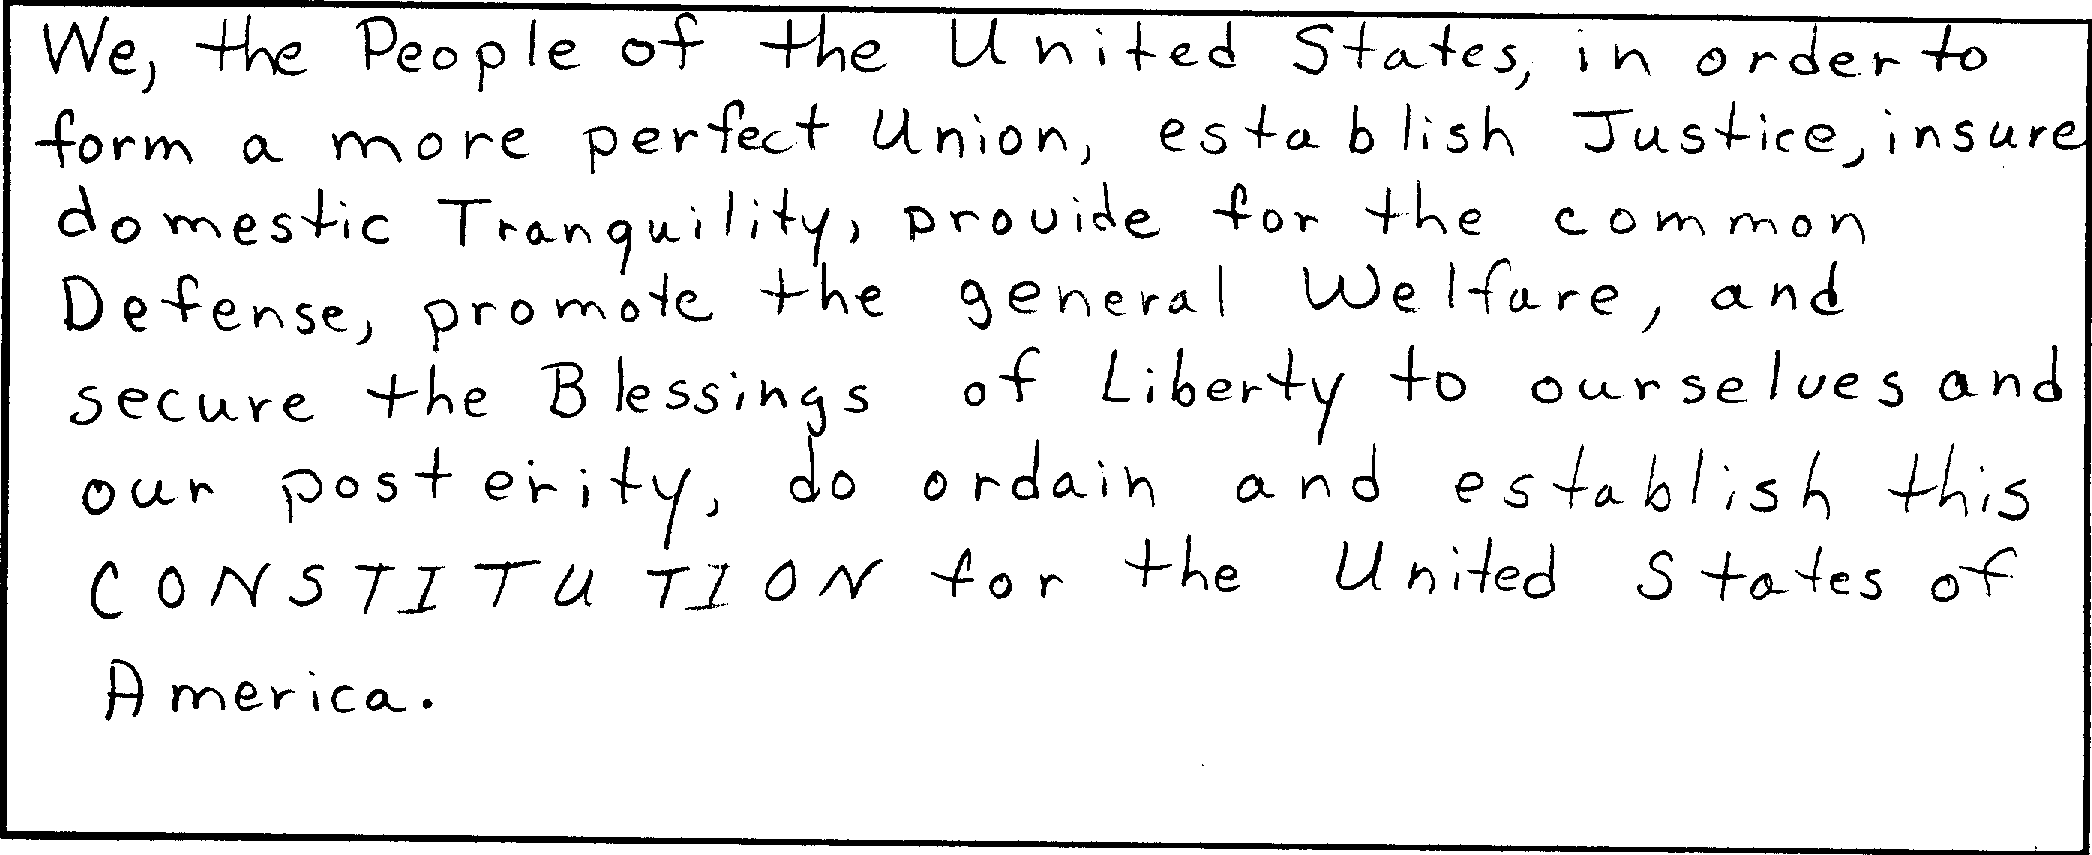 We, the People of the United States, in order to
form a more perfect Union, establish Justice, insure
domestic Tranquility, provide for the common
Defense, promote the general Welfare, and
secure the Blessings of Liberty to ourselves and
our posterity, do ordain and establish this
CONSTITUTION for the United States of
America.